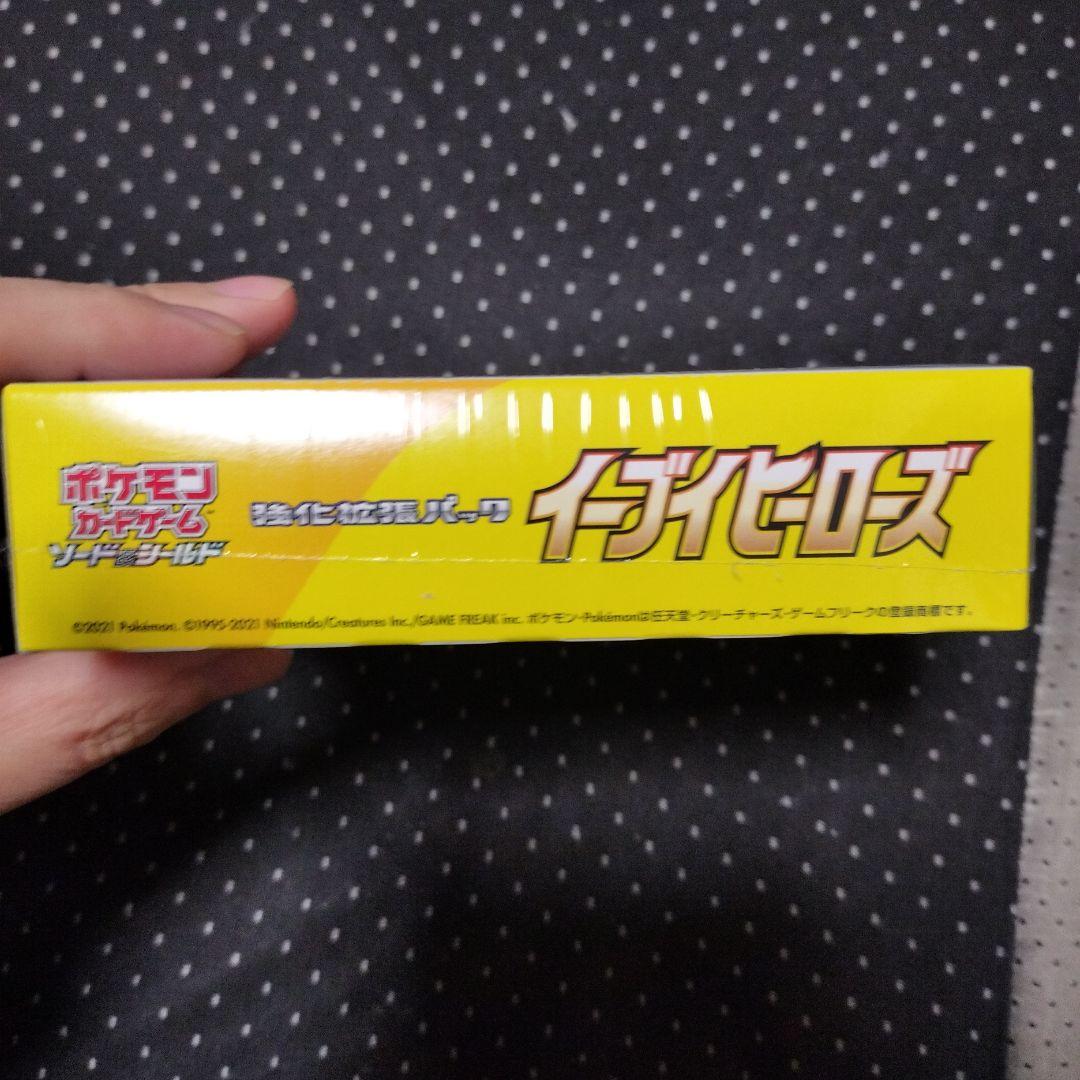 ポケモン
カードゲーム
ソード&シールド
強化拡張パック
イーブイヒーローズ
©2021 Pokémon. ©1995-2021 Nintendo/Creatures Inc./GAME FREAK inc. ポケモン・Pokémonは任天堂・クリーチャーズ・ゲームフリークの登録商標です。